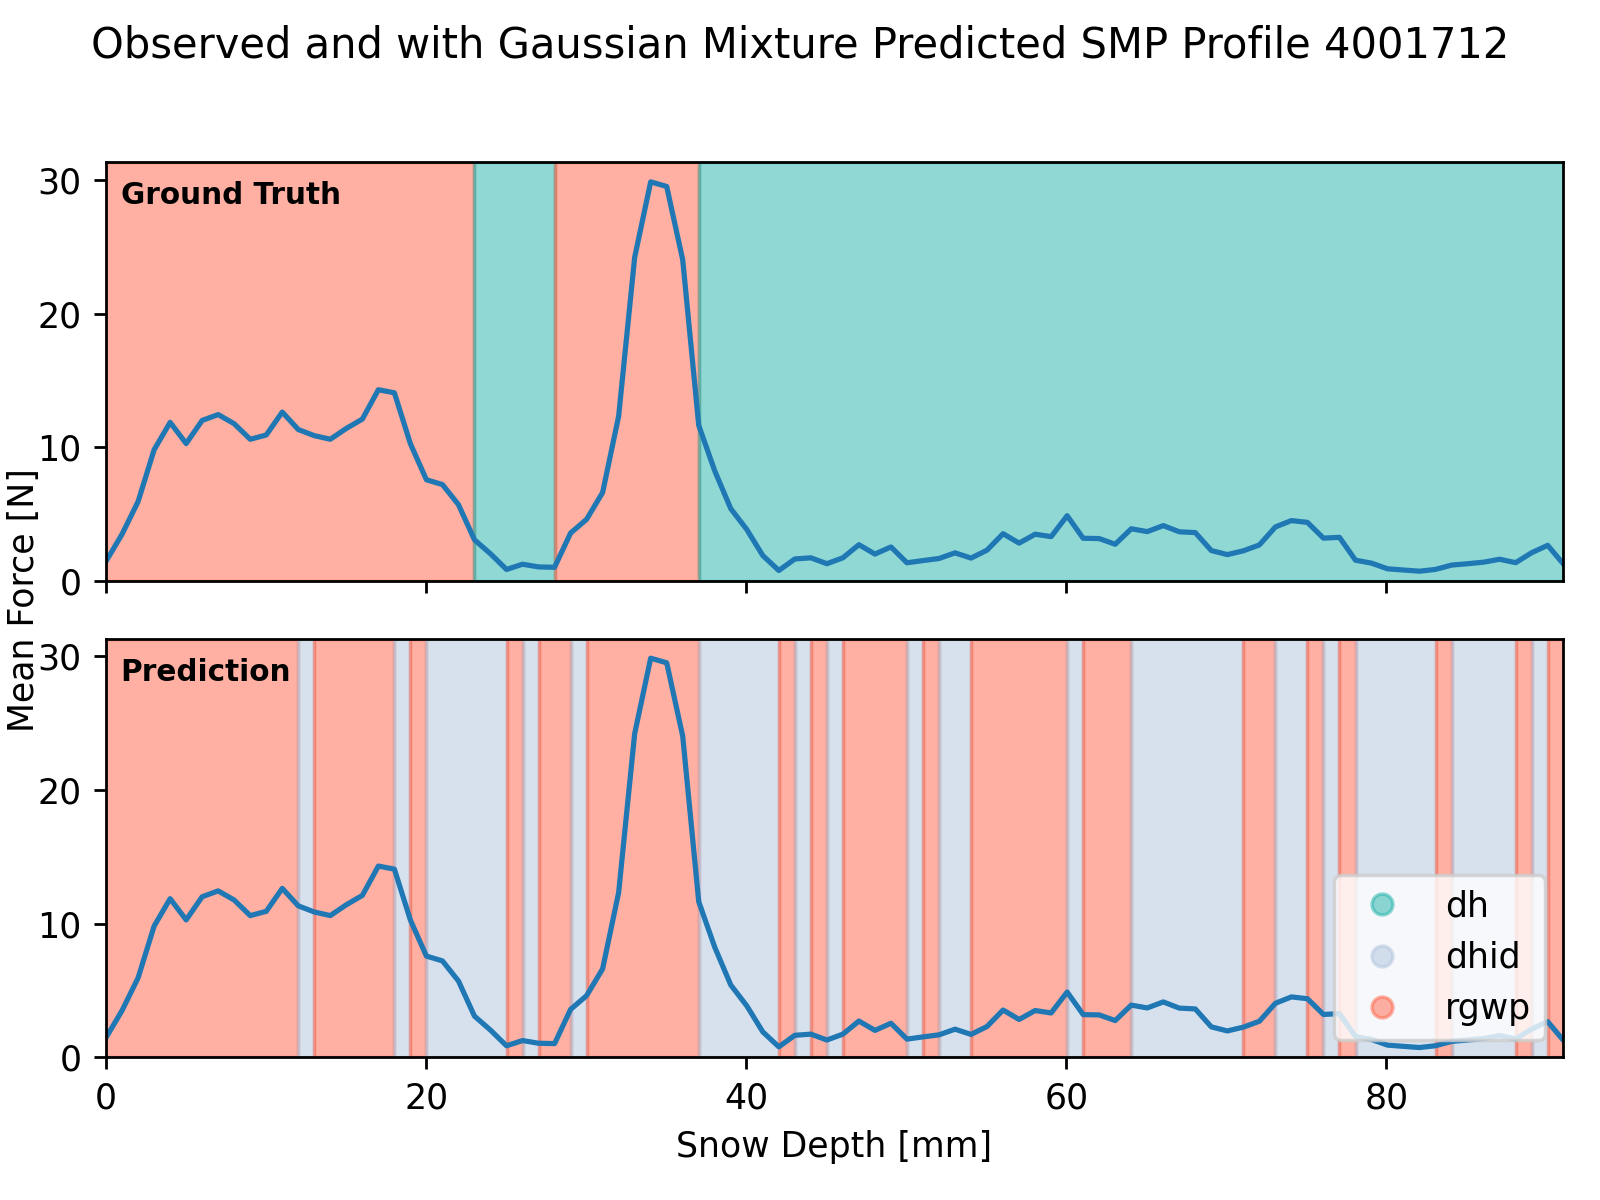 Observed and with Gaussian Mixture Predicted SMP Profile 4001712
Mean Force [N]
30
20
10
0
Ground Truth
30
20
10
0
Prediction
dh
dhid
rgwp
0 20 40 60 80
Snow Depth [mm]